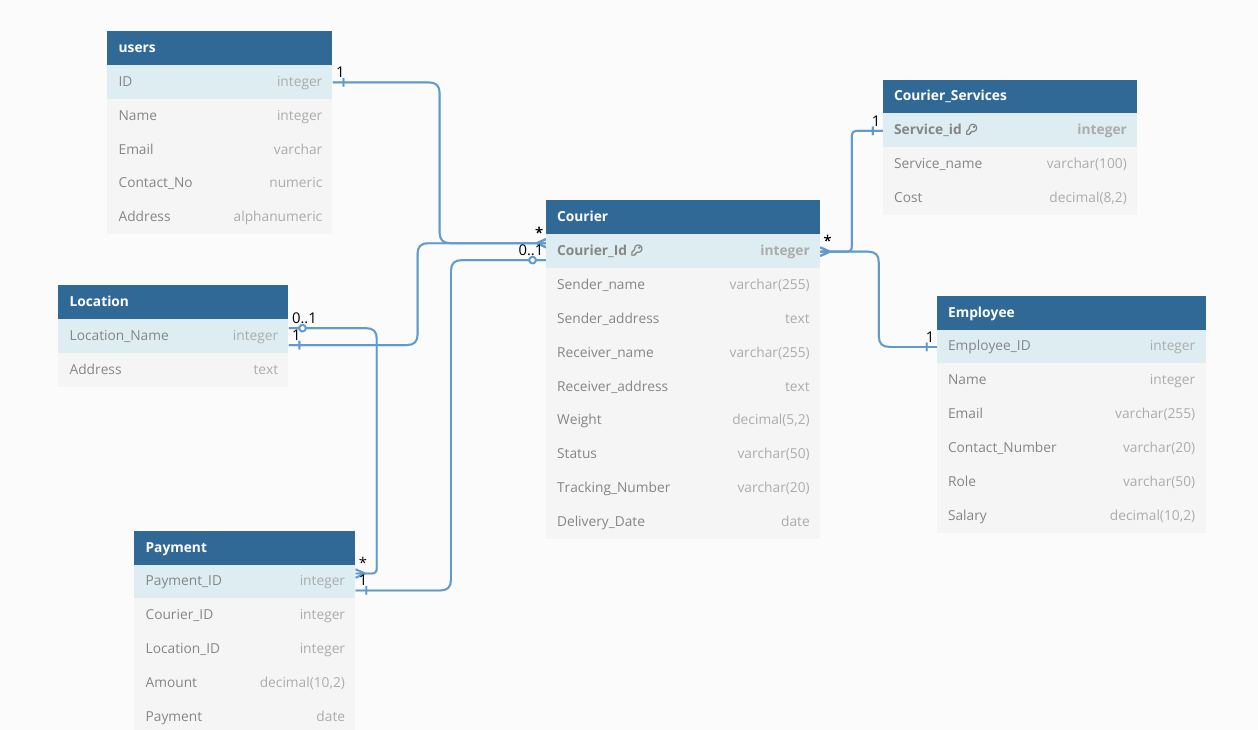 users
ID integer
Name integer
Email varchar
Contact_No numeric
Address alphanumeric
1
Location
Location_Name integer
Address text
0..1
1
Payment
Payment_ID integer
Courier_ID integer
Location_ID integer
Amount decimal(10,2)
Payment date
*
1
Courier
Courier_Id integer
Sender_name varchar(255)
Sender_address text
Receiver_name varchar(255)
Receiver_address text
Weight decimal(5,2)
Status varchar(50)
Tracking_Number varchar(20)
Delivery_Date date
*
0..1
*
Courier_Services
Service_id integer
Service_name varchar(100)
Cost decimal(8,2)
1
Employee
Employee_ID integer
Name integer
Email varchar(255)
Contact_Number varchar(20)
Role varchar(50)
Salary decimal(10,2)
1